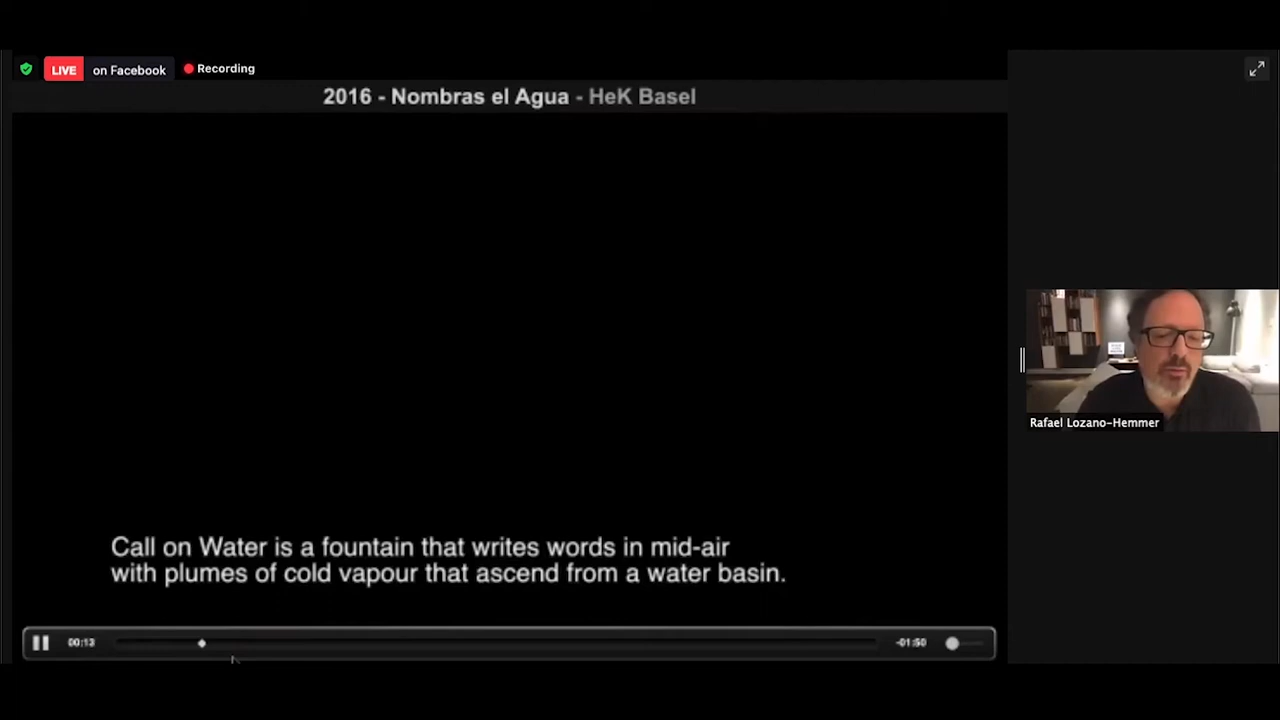 LIVE on Facebook Recording
2016 - Nombras el Agua - HeK Basel
Rafael Lozano-Hemmer
Call on Water is a fountain that writes words in mid-air
with plumes of cold vapour that ascend from a water basin.
00:13 -01:50